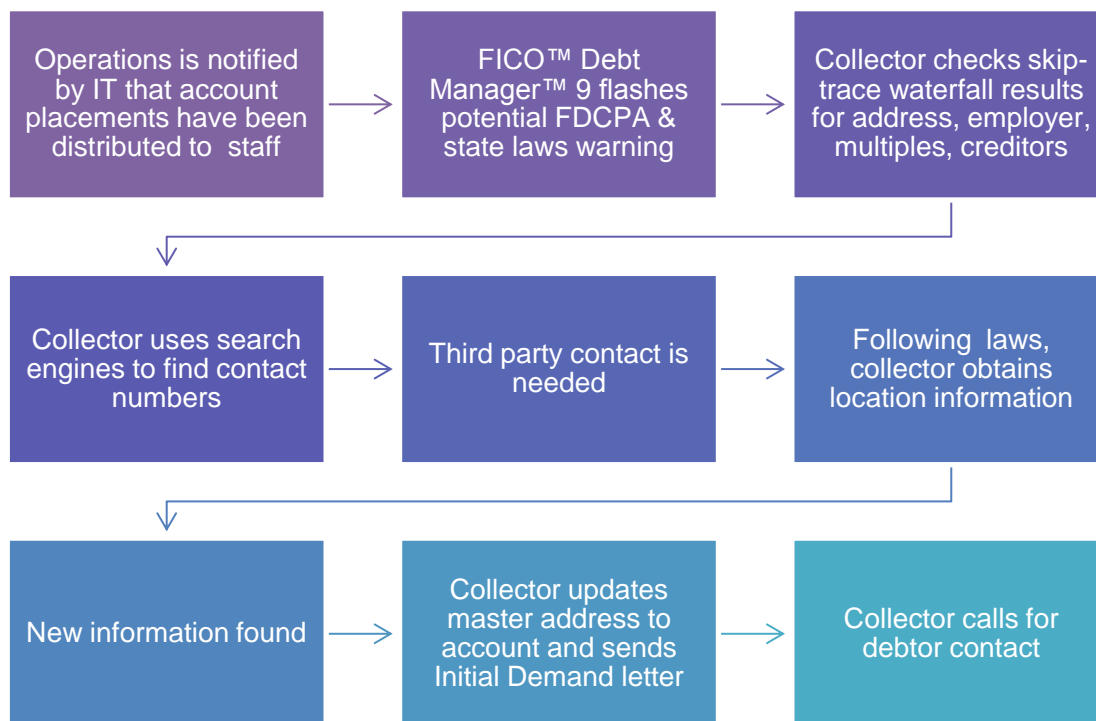 Operations is notified
by IT that account
placements have been
distributed to  staff
FICO™ Debt
Manager™ 9 flashes
potential FDCPA &
state laws warning
Collector checks skip-
trace waterfall results
for address, employer,
multiples, creditors
Collector uses search
engines to find contact
numbers
Third party contact is
needed
Following  laws,
collector obtains
location information
New information found
Collector updates
master address to
account and sends
Initial Demand letter
Collector calls for
debtor contact